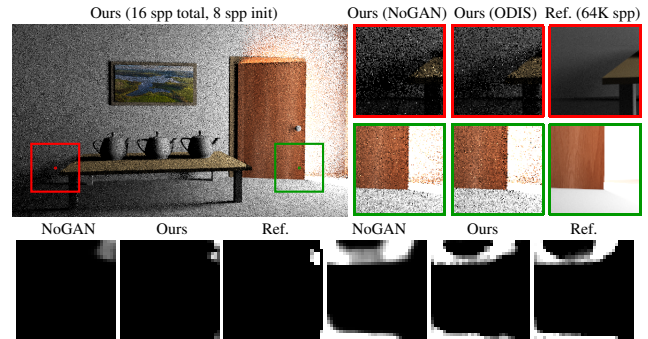 Ours (16 spp total, 8 spp init)
Ours (NoGAN) Ours (ODIS) Ref. (64K spp)
NoGAN Ours Ref. NoGAN Ours Ref.